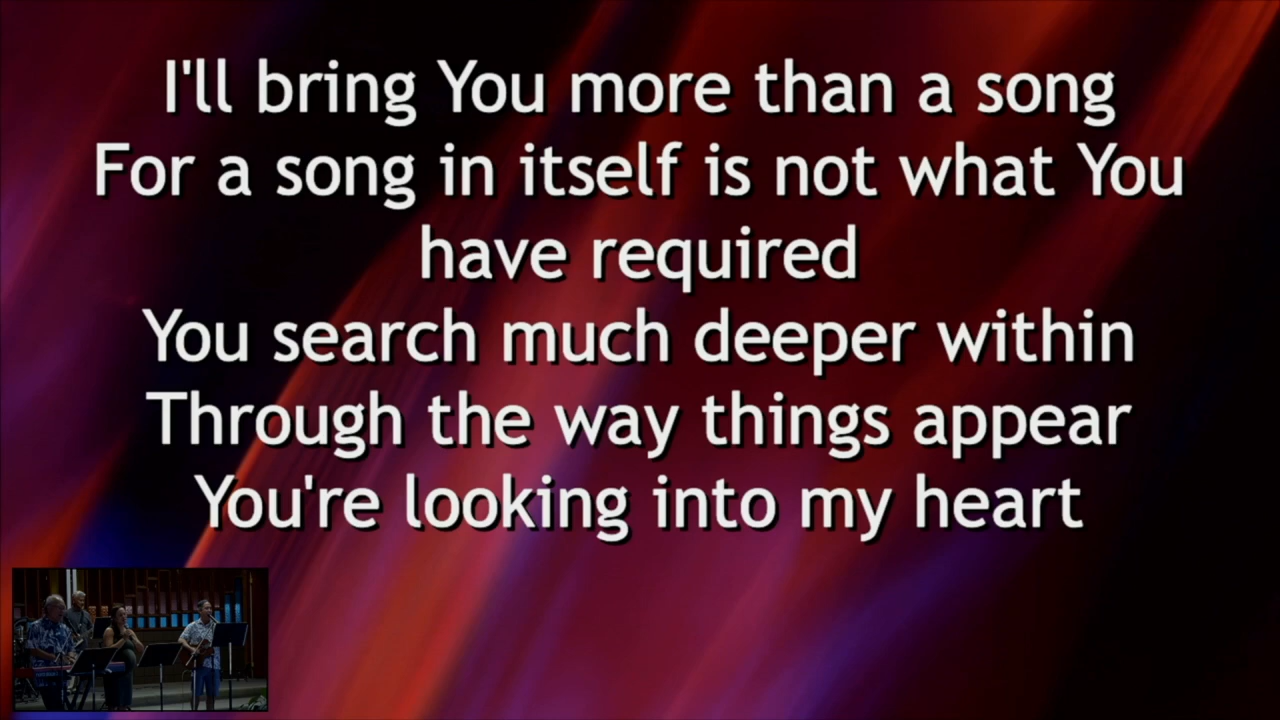 I'll bring You more than a song
For a song in itself is not what You
have required
You search much deeper within
Through the way things appear
You're looking into my heart